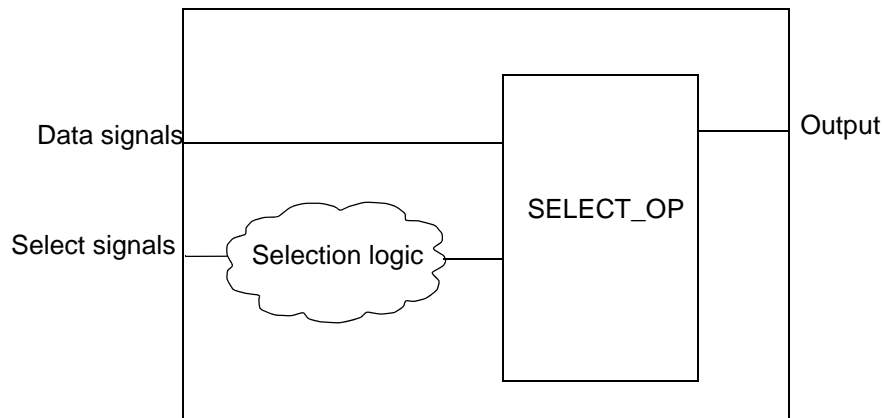 Data signals
Output
SELECT_OP
Select signals
Selection logic